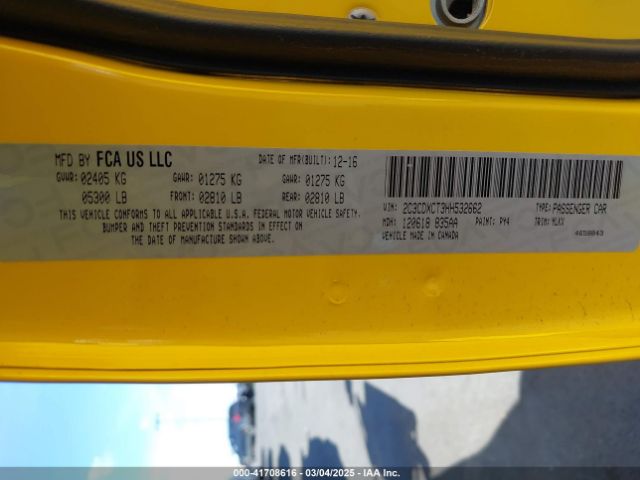 MFD BY FCA US LLC
DATE OF MFR(BUILT): 12-16
GVWR: 02405 KG GAWR: 01275 KG GAWR: 01275 KG
05300 LB FRONT: 02810 LB REAR: 02810 LB
THIS VEHICLE CONFORMS TO ALL APPLICABLE U.S.A. FEDERAL MOTOR VEHICLE SAFETY,
BUMPER AND THEFT PREVENTION STANDARDS IN EFFECT ON
THE DATE OF MANUFACTURE SHOWN ABOVE.
VIN: 2C3CDXCT3HH532662 TYPE: PASSENGER CAR
MDH: 120618 835AA PAINT: PY4 TRIM: MLXX
VEHICLE MADE IN CANADA
000-41708616 - 03/04/2025 - IAA Inc.